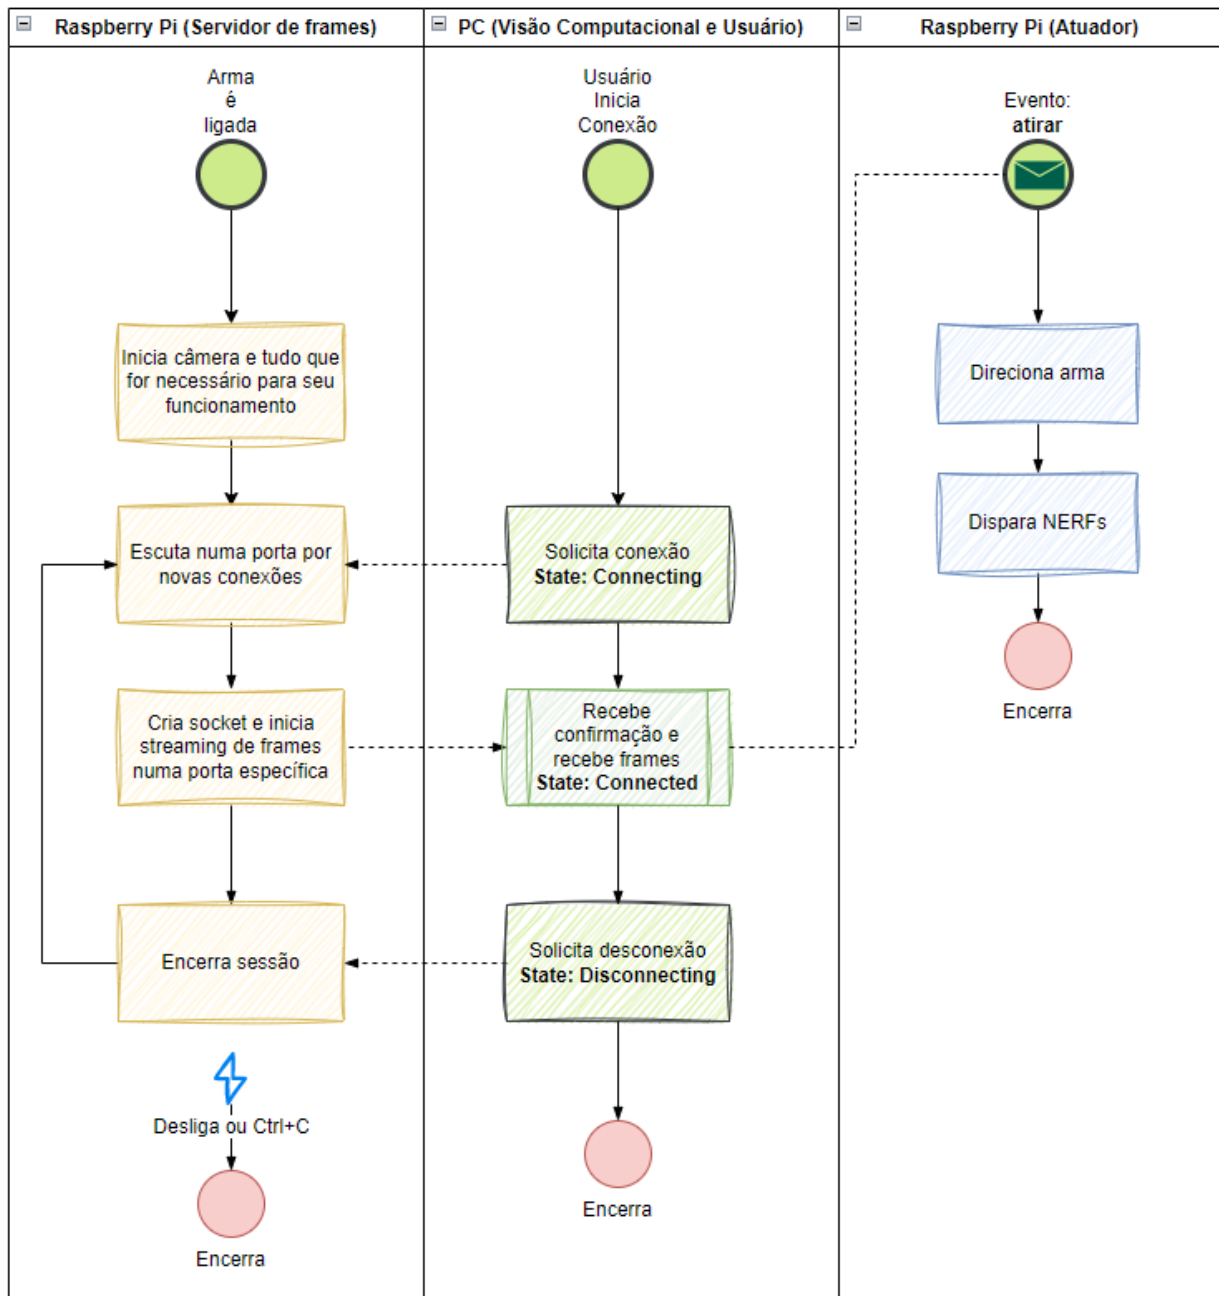 Raspberry Pi (Servidor de frames)
PC (Visão Computacional e Usuário)
Raspberry Pi (Atuador)
Arma
é
ligada
Inicia câmera e tudo que
for necessário para seu
funcionamento
Escuta numa porta por
novas conexões
Cria socket e inicia
streaming de frames
numa porta específica
Encerra sessão
Desliga ou Ctrl+C
Encerra
Usuário
Inicia
Conexão
Solicita conexão
State: Connecting
Recebe
confirmação e
recebe frames
State: Connected
Solicita desconexão
State: Disconnecting
Encerra
Evento:
atirar
Direciona arma
Dispara NERFs
Encerra